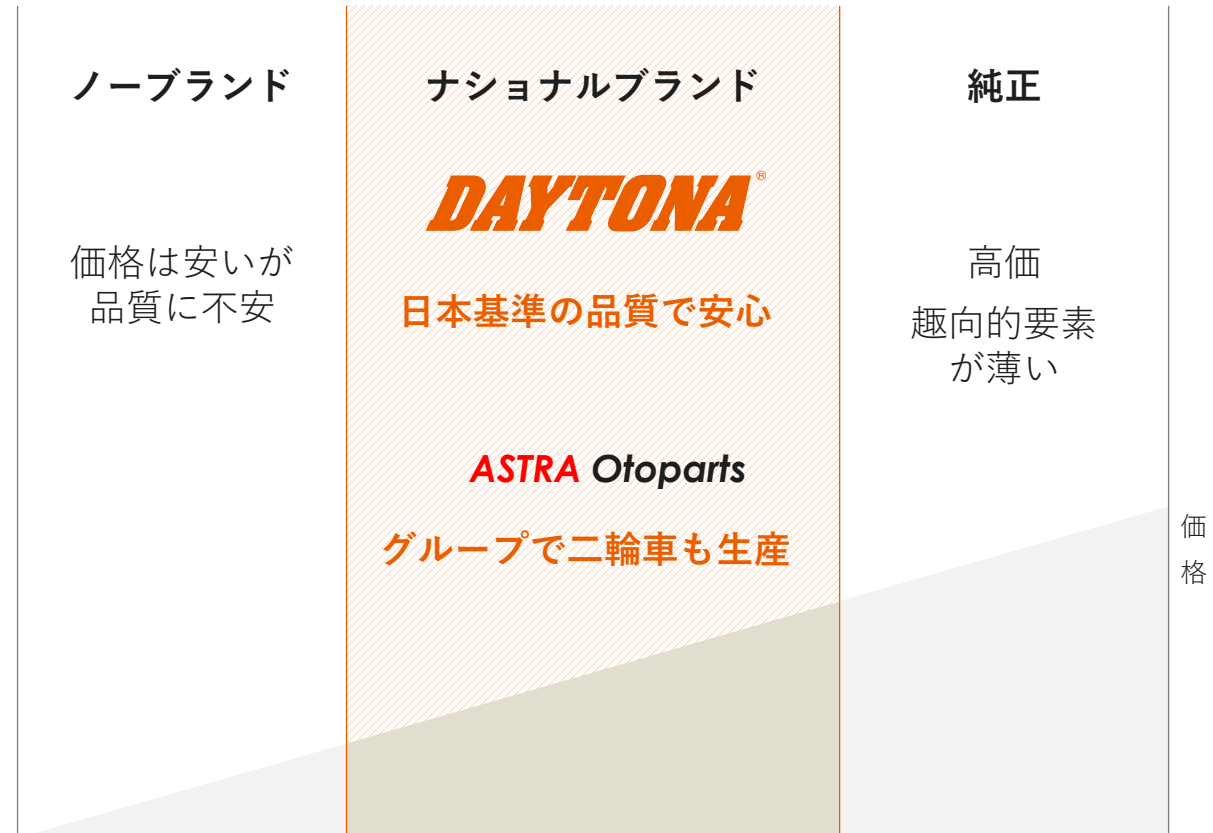 ノーブランド
価格は安いが
品質に不安
ナショナルブランド
DAYTONA®
日本基準の品質で安心
ASTRA Otoparts
グループで二輪車も生産
純正
高価
趣向的要素
が薄い
価
格